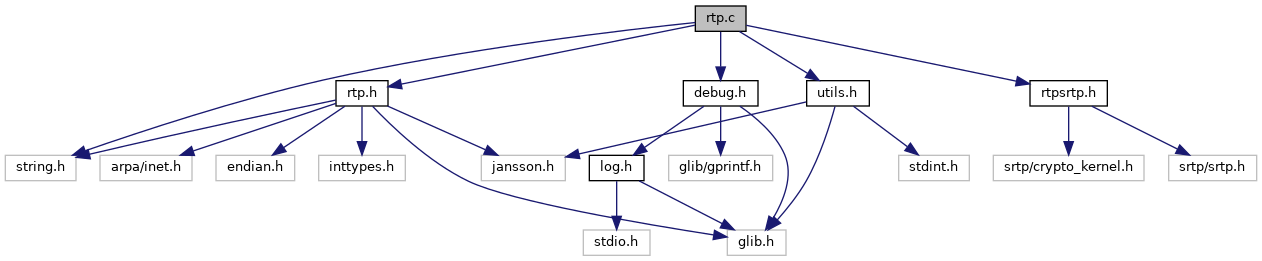 rtp.c
rtp.h
debug.h
utils.h
rtpsrtp.h
string.h
arpa/inet.h
endian.h
inttypes.h
jansson.h
log.h
glib/gprintf.h
stdint.h
srtp/crypto_kernel.h
srtp/srtp.h
stdio.h
glib.h